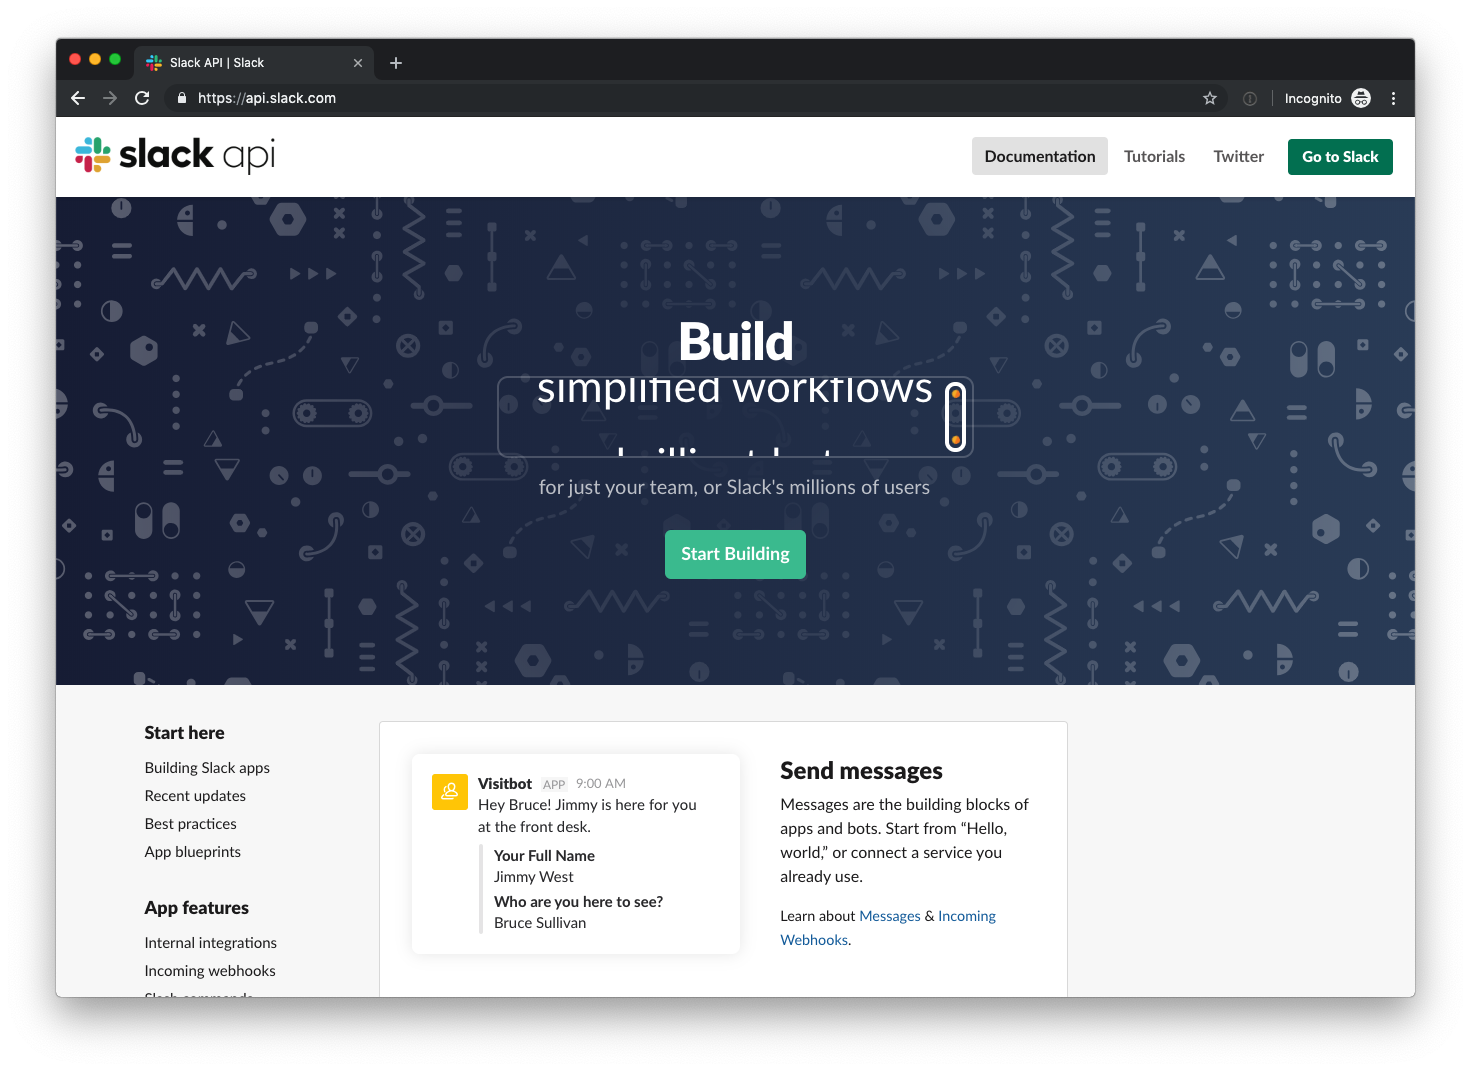 Slack API | Slack
https://api.slack.com
Incognito
slack api
Documentation
Tutorials
Twitter
Go to Slack
Build
simplified workflows
for just your team, or Slack's millions of users
Start Building
Start here
Building Slack apps
Recent updates
Best practices
App blueprints
App features
Internal integrations
Incoming webhooks
Visitbot APP 9:00 AM
Hey Bruce! Jimmy is here for you
at the front desk.
Your Full Name
Jimmy West
Who are you here to see?
Bruce Sullivan
Send messages
Messages are the building blocks of
apps and bots. Start from “Hello,
world,” or connect a service you
already use.
Learn about Messages & Incoming
Webhooks.